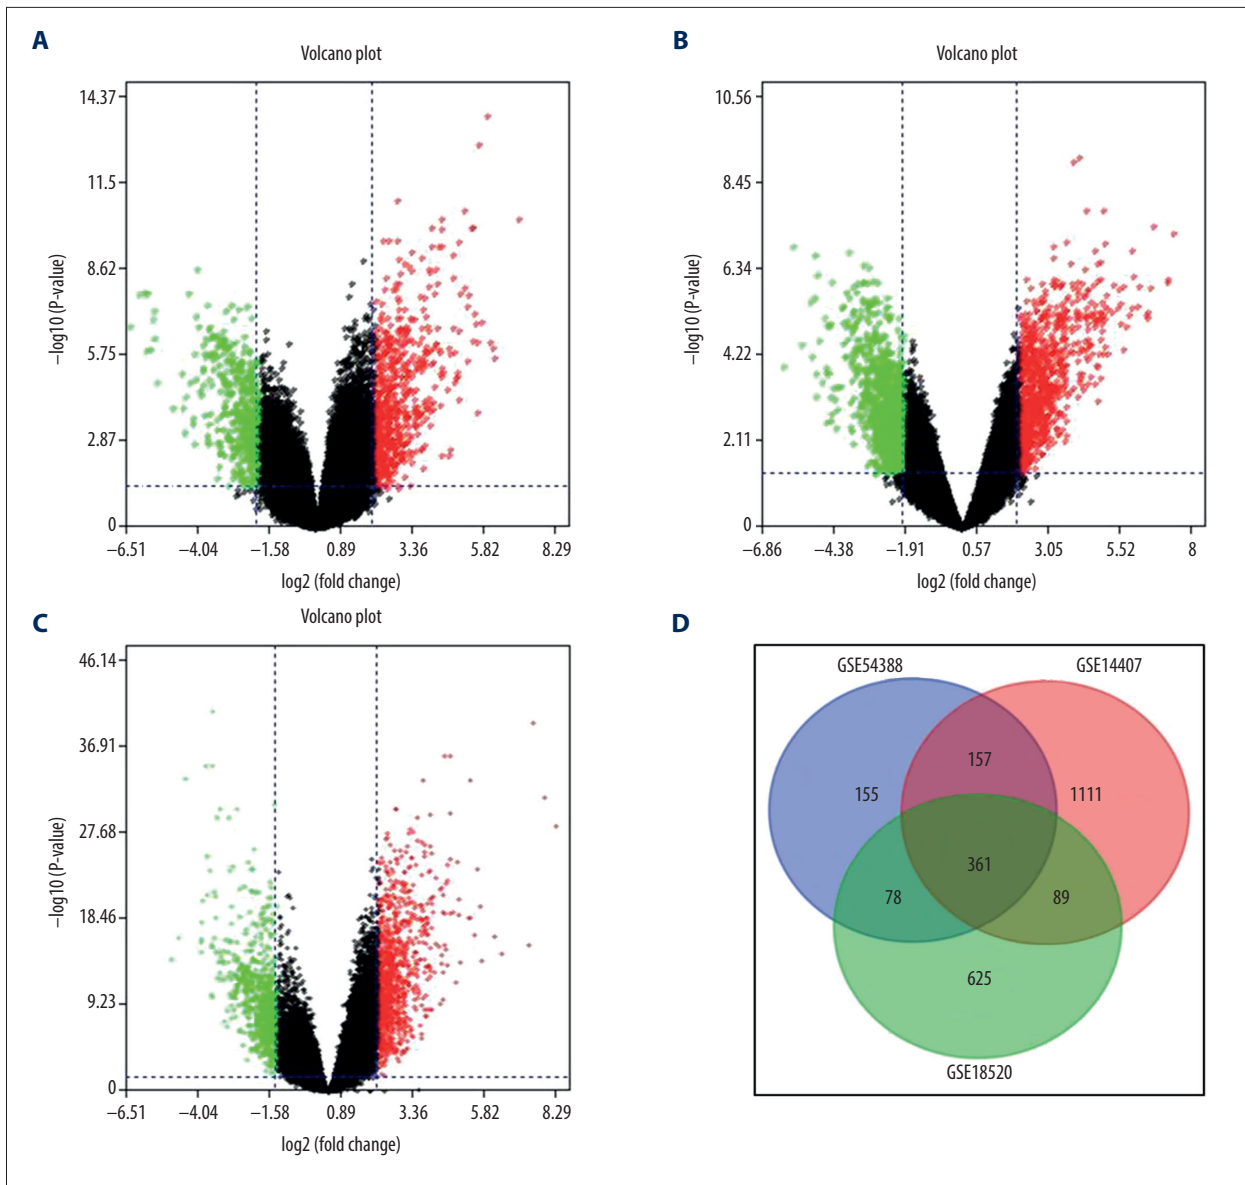 A
Volcano plot
14.37
11.5
8.62
5.75
2.87
0
−log10 (P-value)
−6.51 −4.04 −1.58 0.89 3.36 5.82 8.29
log2 (fold change)
B
Volcano plot
10.56
8.45
6.34
4.22
2.11
0
−log10 (P-value)
−6.86 −4.38 −1.91 0.57 3.05 5.52 8
log2 (fold change)
C
Volcano plot
46.14
36.91
27.68
18.46
9.23
0
−log10 (P-value)
−6.51 −4.04 −1.58 0.89 3.36 5.82 8.29
log2 (fold change)
D
GSE54388 GSE14407
157
155 1111
361
78 89
625
GSE18520